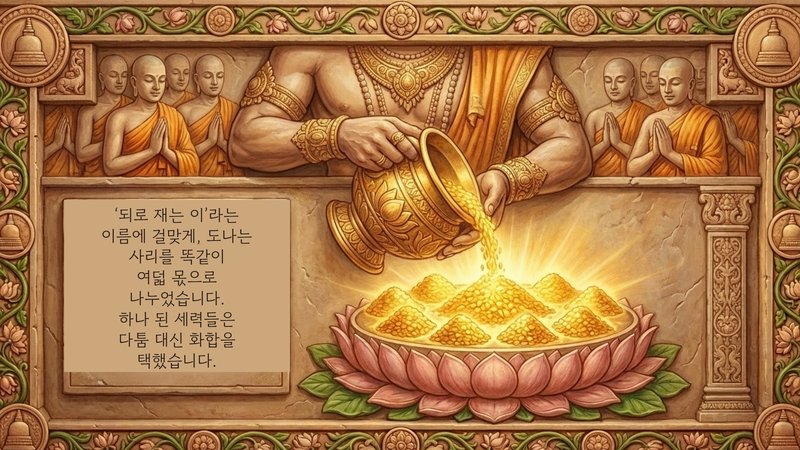 ‘되로 재는 이’라는
이름에 걸맞게, 도나는
사리를 똑같이
여덟 몫으로
나누었습니다.
하나 된 세력들은
다툼 대신 화합을
택했습니다.